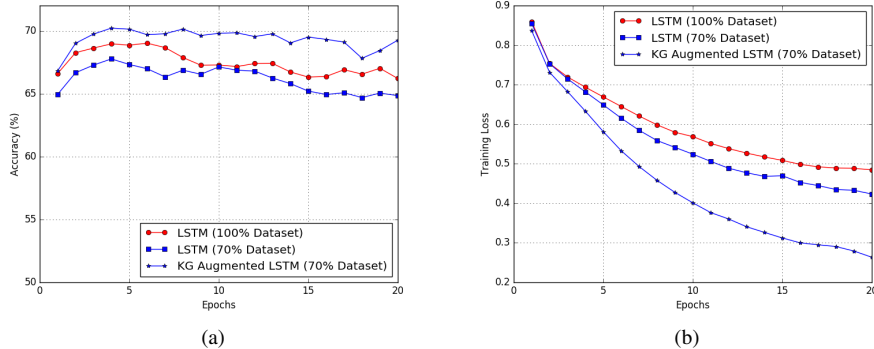 70
65
60
55
50
Accuracy (%)
LSTM (100% Dataset)
LSTM (70% Dataset)
KG Augmented LSTM (70% Dataset)
0 5 10 15 20
Epochs
(a)
0.9
0.8
0.7
0.6
0.5
0.4
0.3
0.2
Training Loss
LSTM (100% Dataset)
LSTM (70% Dataset)
KG Augmented LSTM (70% Dataset)
0 5 10 15 20
Epochs
(b)